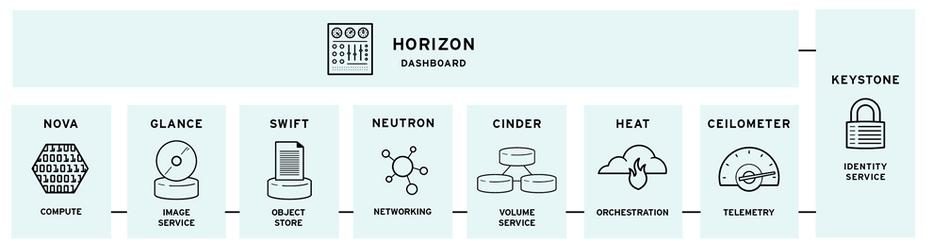 HORIZON
DASHBOARD
KEYSTONE
IDENTITY
SERVICE
NOVA
COMPUTE
GLANCE
IMAGE
SERVICE
SWIFT
OBJECT
STORE
NEUTRON
NETWORKING
CINDER
VOLUME
SERVICE
HEAT
ORCHESTRATION
CEILOMETER
TELEMETRY